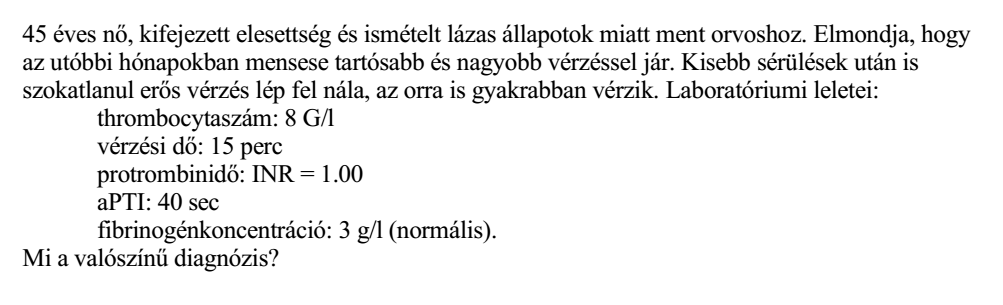 45 éves nő, kifejezett elesettség és ismételt lázas állapotok miatt ment orvoshoz. Elmondja, hogy
az utóbbi hónapokban mensese tartósabb és nagyobb vérzéssel jár. Kisebb sérülések után is
szokatlanul erős vérzés lép fel nála, az orra is gyakrabban vérzik. Laboratóriumi leletei:
thrombocytaszám: 8 G/l
vérzési dő: 15 perc
protrombinidő: INR = 1.00
aPTI: 40 sec
fibrinogénkoncentráció: 3 g/l (normális).
Mi a valószínű diagnózis?